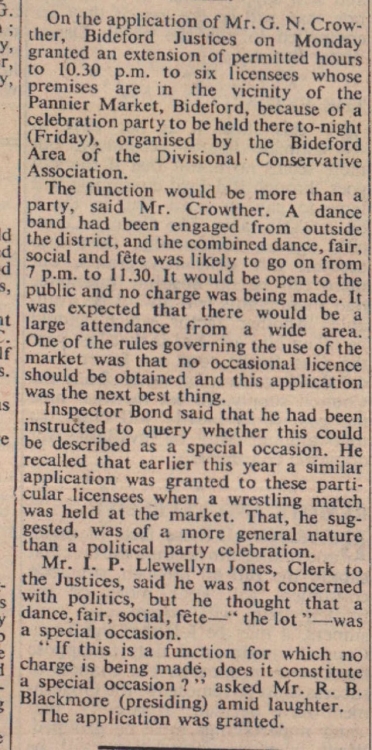 On the application of Mr. G. N. Crow-
ther, Bideford Justices on Monday
granted an extension of permitted hours
to 10.30 p.m. to six licensees whose
premises are in the vicinity of the
Pannier Market, Bideford, because of a
celebration party to be held there to-night
(Friday), organised by the Bideford
Area of the Divisional Conservative
Association.
The function would be more than a
party, said Mr. Crowther. A dance
band had been engaged from outside
the district, and the combined dance, fair,
social and fête was likely to go on from
7 p.m. to 11.30. It would be open to the
public and no charge was being made. It
was expected that there would be a
large attendance from a wide area.
One of the rules governing the use of the
market was that no occasional licence
should be obtained and this application
was the next best thing.
Inspector Bond said that he had been
instructed to query whether this could
be described as a special occasion. He
recalled that earlier this year a similar
application was granted to these parti-
cular licensees when a wrestling match
was held at the market. That, he sug-
gested, was of a more general nature
than a political party celebration.
Mr. I. P. Llewellyn Jones, Clerk to
the Justices, said he was not concerned
with politics, but he thought that a
dance, fair, social, fête—“ the lot ”—was
a special occasion.
“ If this is a function for which no
charge is being made, does it constitute
a special occasion ? ” asked Mr. R. B.
Blackmore (presiding) amid laughter.
The application was granted.